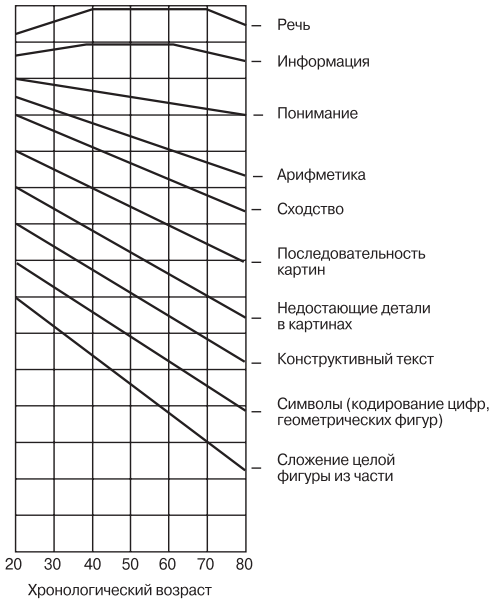 Речь
Информация
Понимание
Арифметика
Сходство
Последовательность
картин
Недостающие детали
в картинах
Конструктивный текст
Символы (кодирование цифр,
геометрических фигур)
Сложение целой
фигуры из части
20 30 40 50 60 70 80
Хронологический возраст